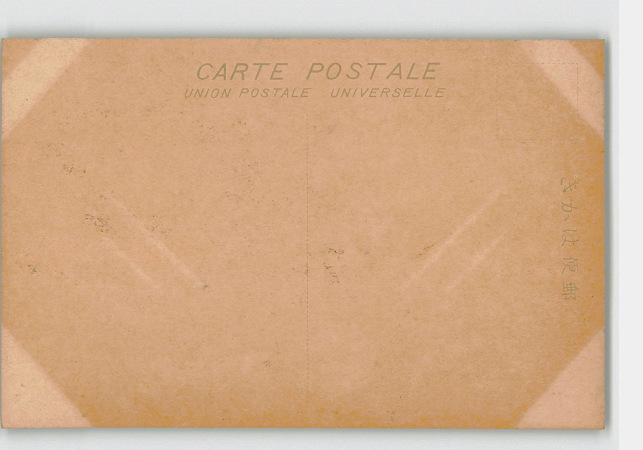 CARTE POSTALE
UNION POSTALE UNIVERSELLE
郵便はかき